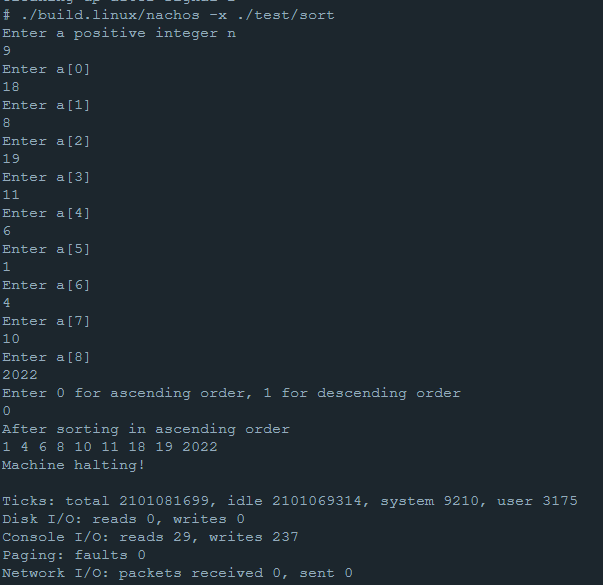 # ./build.linux/nachos -x ./test/sort
Enter a positive integer n
9
Enter a[0]
18
Enter a[1]
8
Enter a[2]
19
Enter a[3]
11
Enter a[4]
6
Enter a[5]
1
Enter a[6]
4
Enter a[7]
10
Enter a[8]
2022
Enter 0 for ascending order, 1 for descending order
0
After sorting in ascending order
1 4 6 8 10 11 18 19 2022
Machine halting!
Ticks: total 2101081699, idle 2101069314, system 9210, user 3175
Disk I/O: reads 0, writes 0
Console I/O: reads 29, writes 237
Paging: faults 0
Network I/O: packets received 0, sent 0